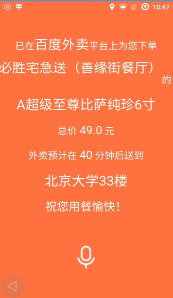 10:47
已在百度外卖平台上为您下单
必胜宅急送（善缘街餐厅）
的
A超级至尊比萨纯珍6寸
总价 49.0 元
外卖预计在 40 分钟后送到
北京大学33楼
祝您用餐愉快！